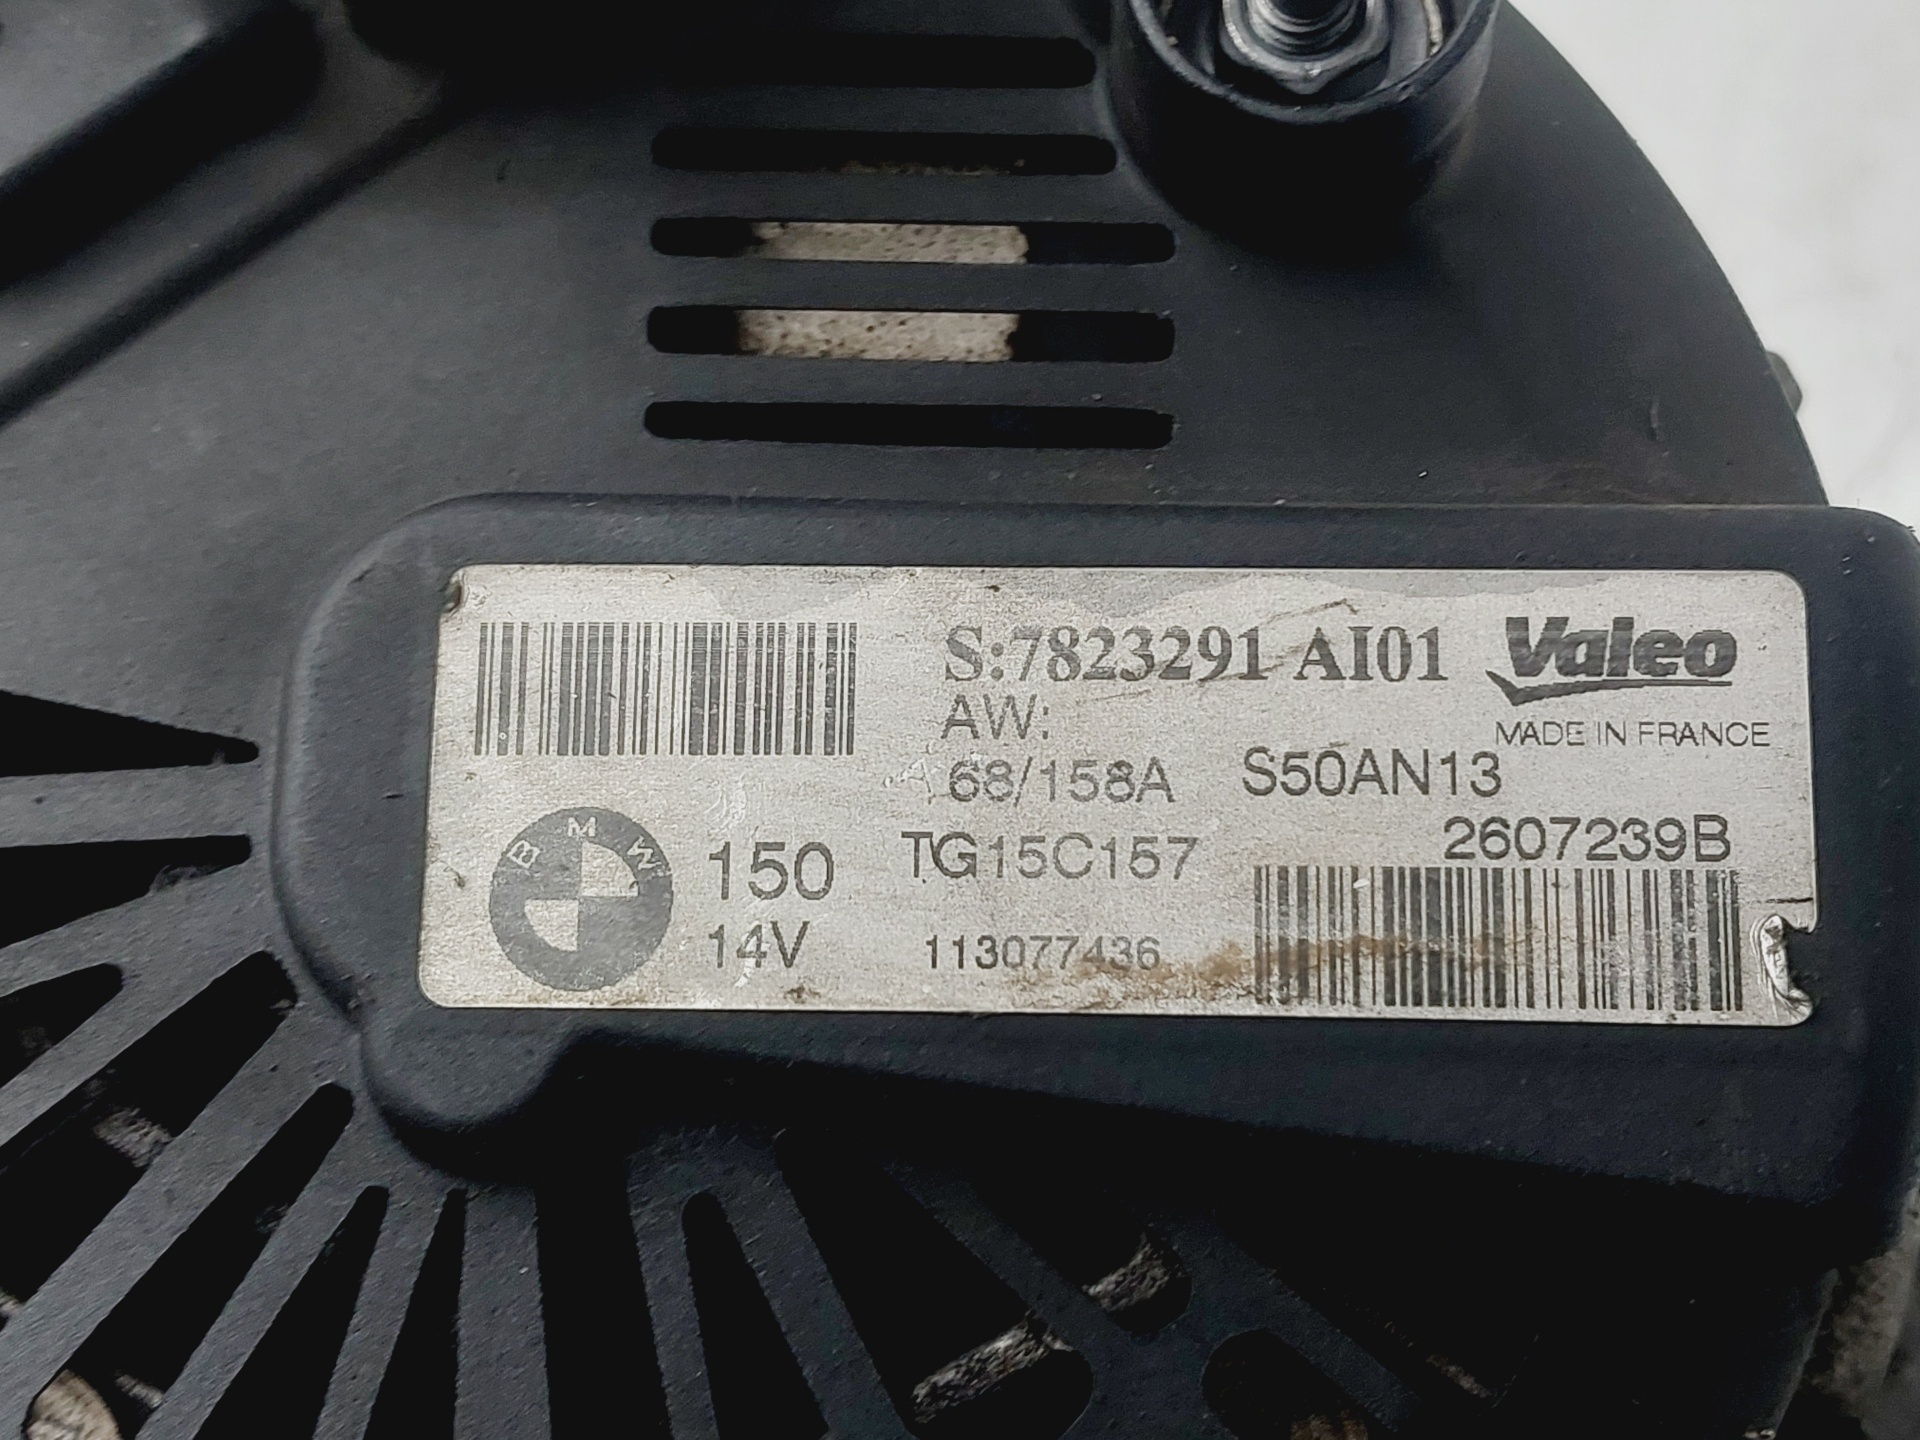 S:7823291 AI01
Valeo
AW:
MADE IN FRANCE
68/158A
S50AN13
BMW
150
TG15C157
2607239B
14V
113077436